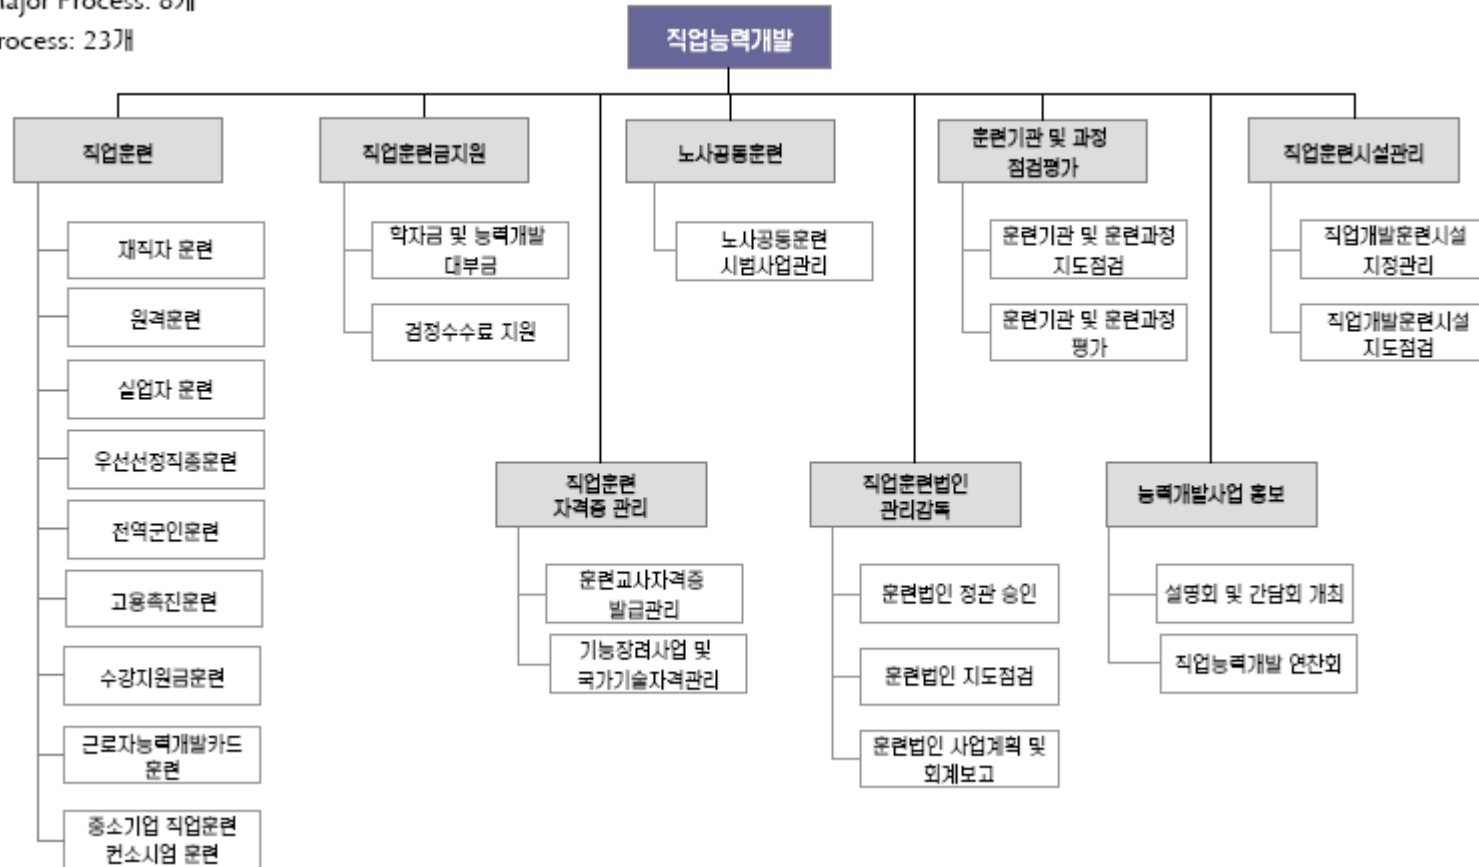 Major Process: 8개
Process: 23개
직업능력개발
직업훈련
직업훈련금지원
노사공동훈련
훈련기관 및 과정
점검평가
직업훈련시설관리
재직자 훈련
원격훈련
실업자 훈련
우선선정직종훈련
전역군인훈련
고용촉진훈련
수강지원금훈련
근로자능력개발카드
훈련
중소기업 직업훈련
컨소시엄 훈련
학자금 및 능력개발
대부금
검정수수료 지원
노사공동훈련
시범사업관리
훈련기관 및 훈련과정
지도점검
훈련기관 및 훈련과정
평가
직업개발훈련시설
지정관리
직업개발훈련시설
지도점검
직업훈련
자격증 관리
직업훈련법인
관리감독
능력개발사업 홍보
훈련교사자격증
발급관리
기능장려사업 및
국가기술자격관리
훈련법인 정관 승인
훈련법인 지도점검
훈련법인 사업계획 및
회계보고
설명회 및 간담회 개최
직업능력개발 연찬회